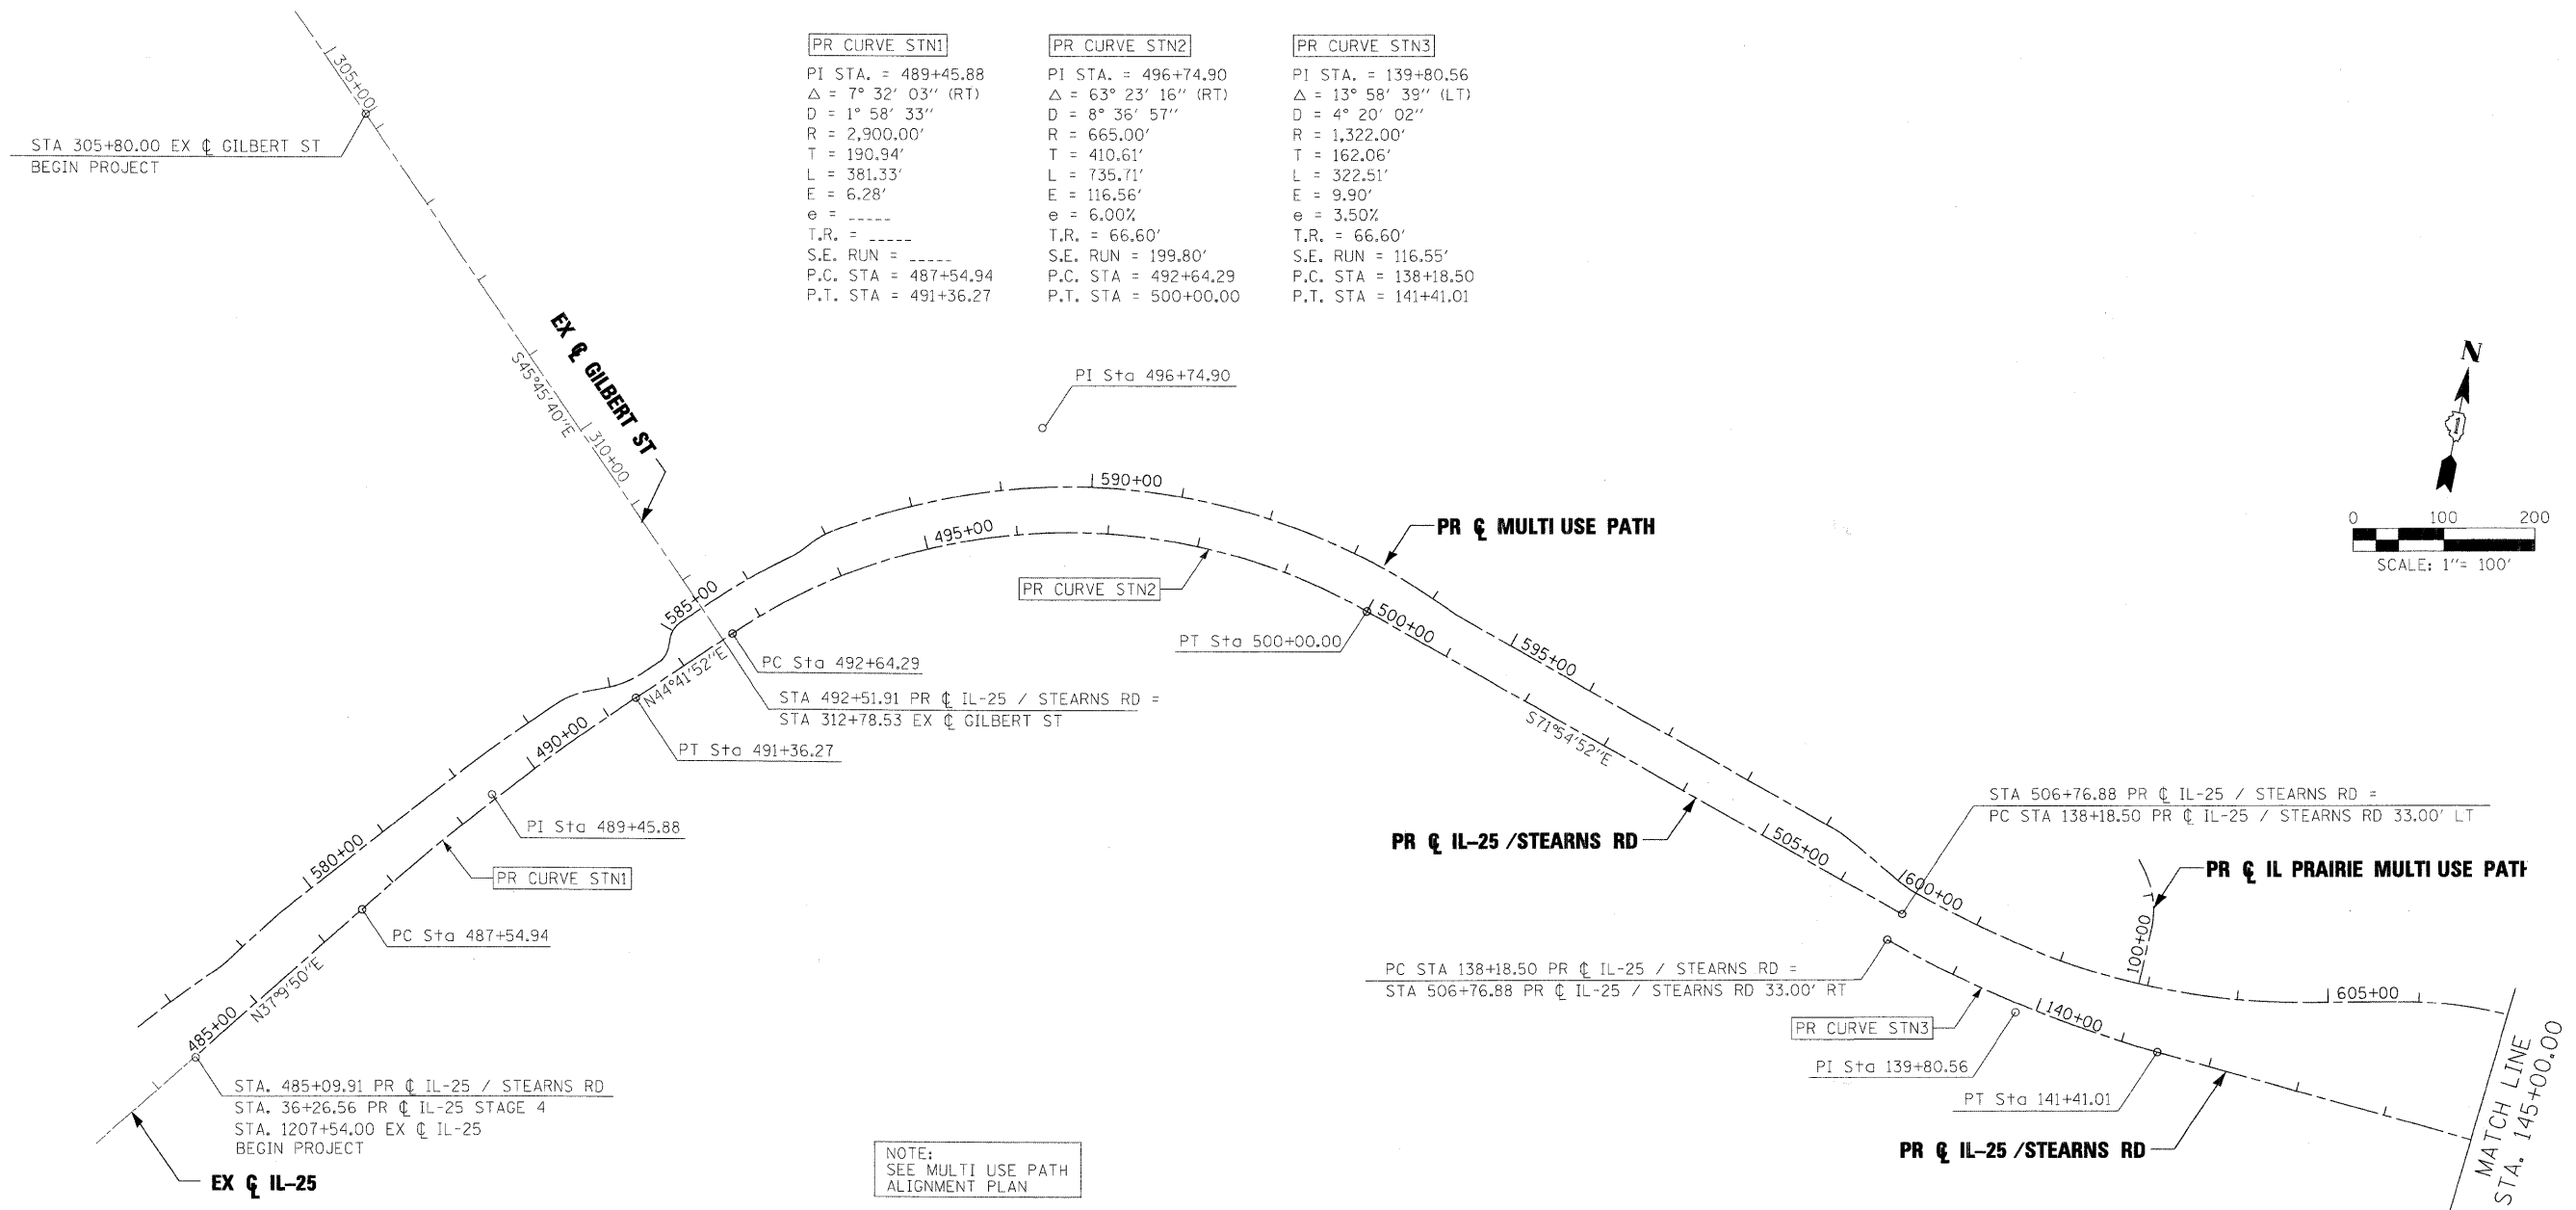 PR CURVE STN1
PI STA. = 489+45.88
Δ = 7° 32' 03'' (RT)
D = 1° 58' 33''
R = 2,900.00'
T = 190.94'
L = 381.33'
E = 6.28'
e = _____
T.R. = _____
S.E. RUN = _____
P.C. STA = 487+54.94
P.T. STA = 491+36.27
PR CURVE STN2
PI STA. = 496+74.90
Δ = 63° 23' 16'' (RT)
D = 8° 36' 57''
R = 665.00'
T = 410.61'
L = 735.71'
E = 116.56'
e = 6.00%
T.R. = 66.60'
S.E. RUN = 199.80'
P.C. STA = 492+64.29
P.T. STA = 500+00.00
PR CURVE STN3
PI STA. = 139+80.56
Δ = 13° 58' 39'' (LT)
D = 4° 20' 02''
R = 1,322.00'
T = 162.06'
L = 322.51'
E = 9.90'
e = 3.50%
T.R. = 66.60'
S.E. RUN = 116.55'
P.C. STA = 138+18.50
P.T. STA = 141+41.01
305+00
STA 305+80.00 EX ℄ GILBERT ST
BEGIN PROJECT
EX ℄ GILBERT ST
S45°45'40''E
310+00
PI Sta 496+74.90
N
1
0 100 200
SCALE: 1''= 100'
590+00
495+00
PR ℄ MULTI USE PATH
PR CURVE STN2
585+00
500+00
PT Sta 500+00.00
595+00
PC Sta 492+64.29
N44°41'52''E
STA 492+51.91 PR ℄ IL-25 / STEARNS RD =
STA 312+78.53 EX ℄ GILBERT ST
490+00
PT Sta 491+36.27
S71°54'52''E
PI Sta 489+45.88
580+00
PR CURVE STN1
PR ℄ IL-25 /STEARNS RD
505+00
STA 506+76.88 PR ℄ IL-25 / STEARNS RD =
PC STA 138+18.50 PR ℄ IL-25 / STEARNS RD 33.00' LT
600+00
PR ℄ IL PRAIRIE MULTI USE PATH
100+00
PC Sta 487+54.94
N37°9'50''E
485+00
PC STA 138+18.50 PR ℄ IL-25 / STEARNS RD =
STA 506+76.88 PR ℄ IL-25 / STEARNS RD 33.00' RT
605+00
PR CURVE STN3
140+00
PI Sta 139+80.56
PT Sta 141+41.01
STA. 485+09.91 PR ℄ IL-25 / STEARNS RD
STA. 36+26.56 PR ℄ IL-25 STAGE 4
STA. 1207+54.00 EX ℄ IL-25
BEGIN PROJECT
EX ℄ IL-25
NOTE:
SEE MULTI USE PATH
ALIGNMENT PLAN
PR ℄ IL-25 /STEARNS RD
MATCH LINE
STA. 145+00.00